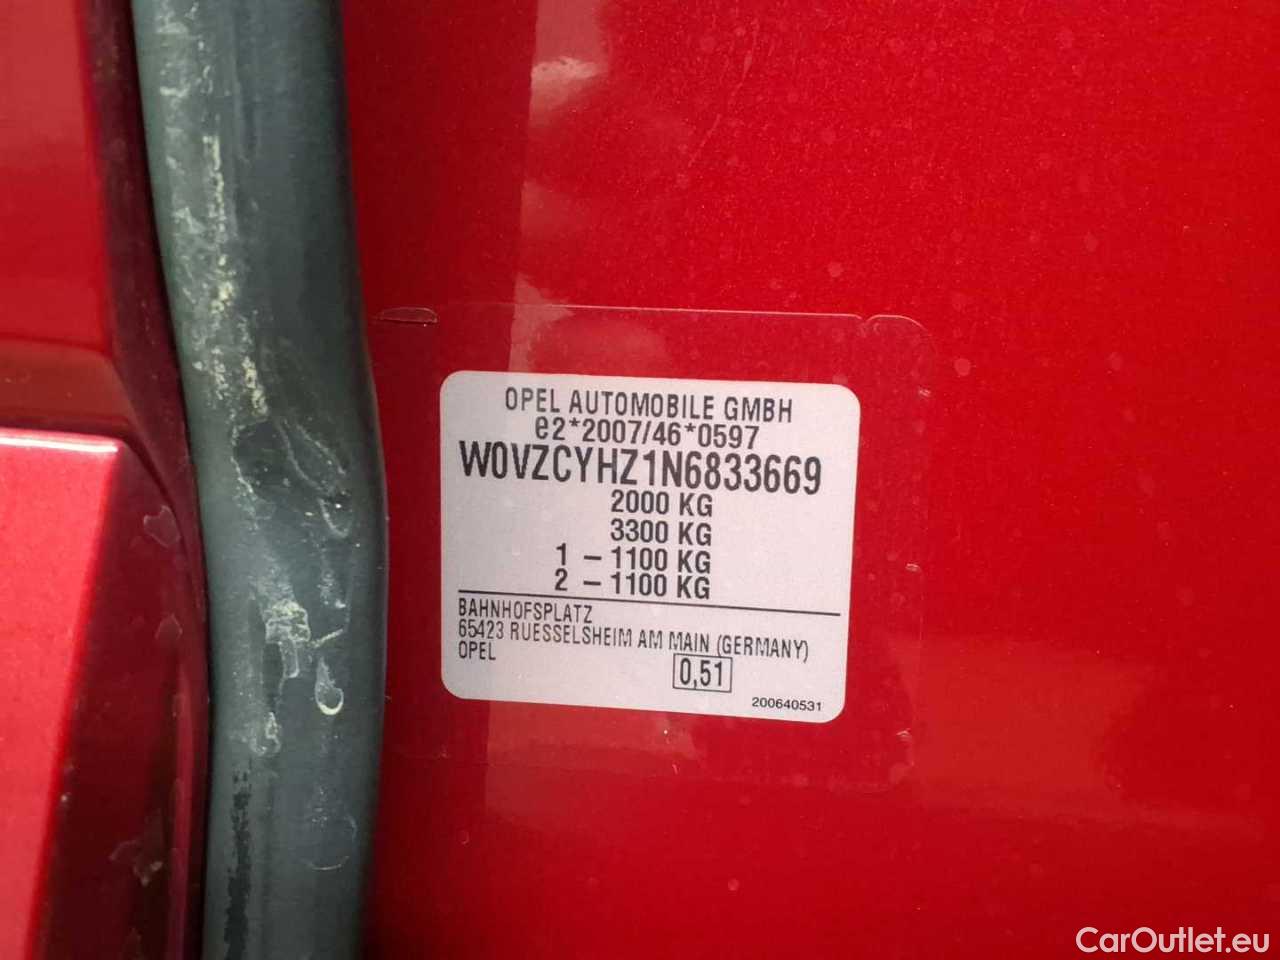 OPEL AUTOMOBILE GMBH
e2*2007/46*0597
W0VZCYHZ1N6833669
2000 KG
3300 KG
1 – 1100 KG
2 – 1100 KG
BAHNHOFSPLATZ
65423 RUESSELSHEIM AM MAIN (GERMANY)
OPEL
0,51
200640531
CarOutlet.eu